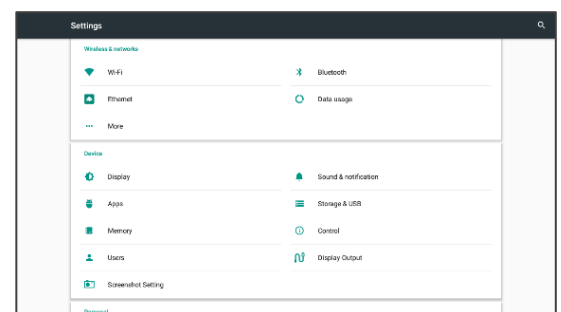 Settings
Wireless & networks
Wi-Fi
Bluetooth
Ethernet
Data usage
More
Device
Display
Sound & notification
Apps
Storage & USB
Memory
Control
Users
Display Output
Screenshot Setting
Personal